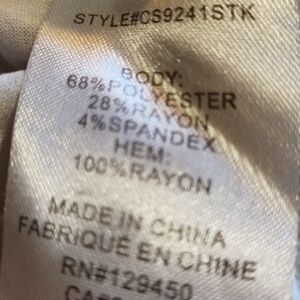 STYLE#CS9241STK
BODY:
68%POLYESTER
28%RAYON
4%SPANDEX
HEM:
100%RAYON
MADE IN CHINA
FABRIQUÉ EN CHINE
RN#129450